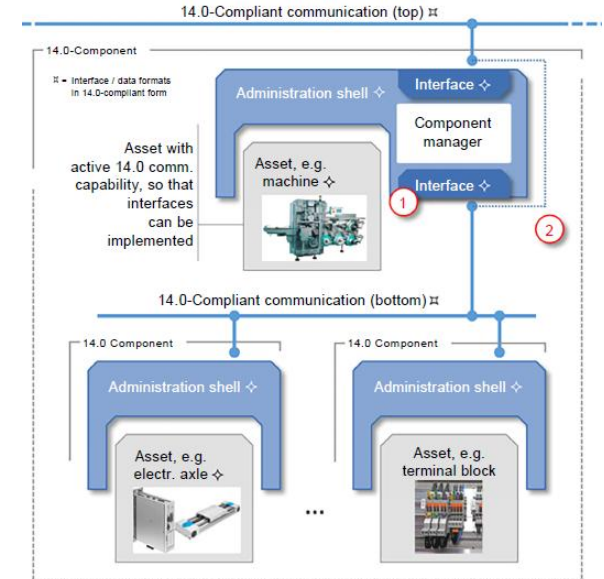 14.0-Compliant communication (top) ¤
14.0-Component
¤ = Interface / data formats
in 14.0-compliant form
Administration shell ✧
Interface ✧
Component
manager
Interface ✧
Asset with
active 14.0 comm.
capability, so that
interfaces
can be
implemented
Asset, e.g.
machine ✧
1
2
14.0-Compliant communication (bottom) ¤
14.0 Component
14.0 Component
Administration shell ✧
Administration shell ✧
Asset, e.g.
electr. axle ✧
...
Asset, e.g.
terminal block